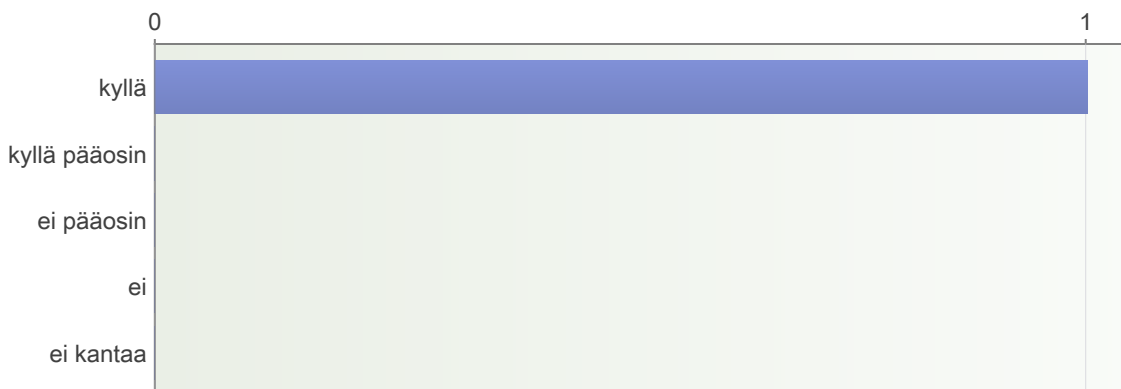 0 1
kyllä
kyllä pääosin
ei pääosin
ei
ei kantaa